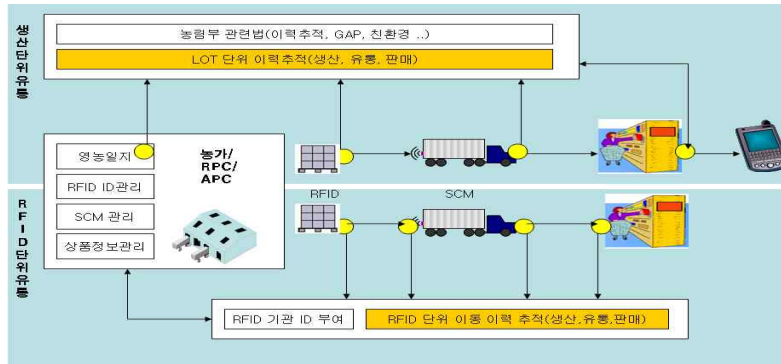 생산단위유통
농림부 관련법(이력추적, GAP, 친환경 ..)
LOT 단위 이력추적(생산, 유통, 판매)
영농일지
RFID ID관리
SCM 관리
상품정보관리
농가/
RPC/
APC
RFID단위유통
RFID
SCM
RFID 기관 ID 부여
RFID 단위 이동 이력 추적(생산,유통,판매)